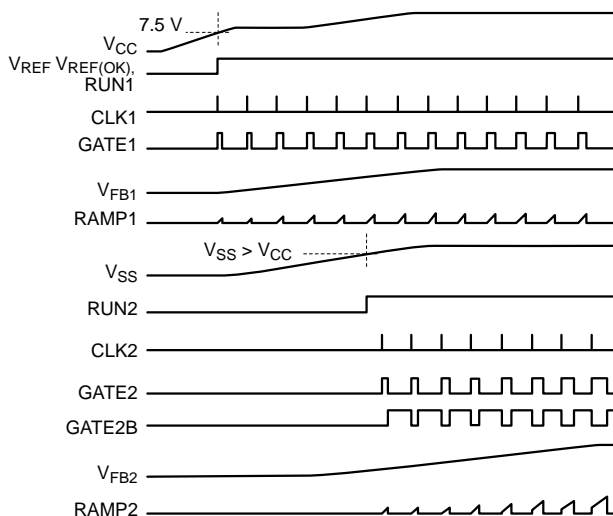 7.5 V
VCC
VREF VREF(OK),
RUN1
CLK1
GATE1
VFB1
RAMP1
VSS > VCC
VSS
RUN2
CLK2
GATE2
GATE2B
VFB2
RAMP2